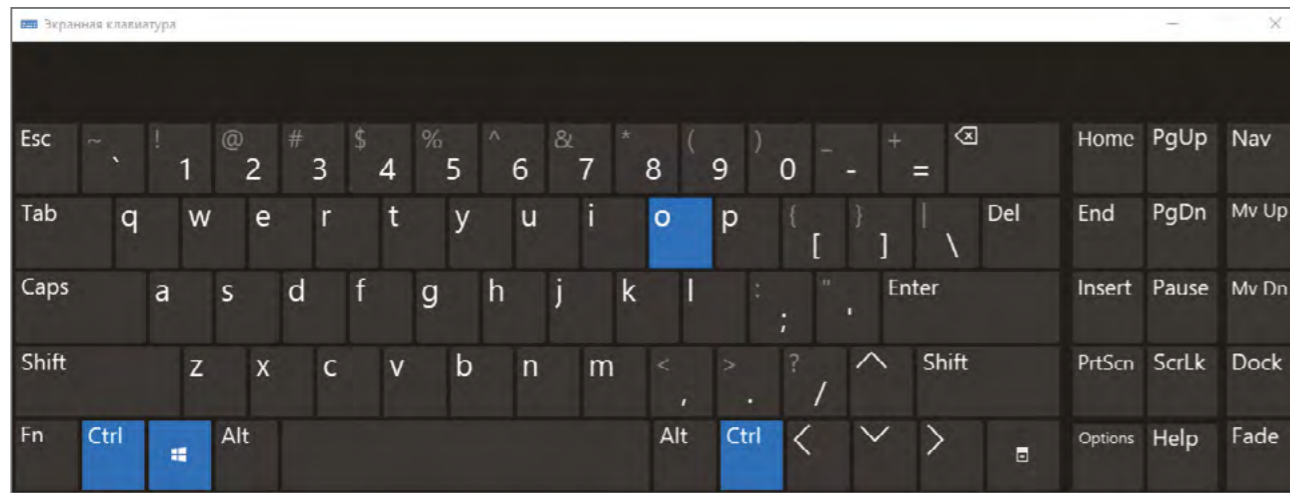 Экранная клавиатура
Esc ~ ` ! 1 @ 2 # 3 $ 4 % 5 ^ 6 & 7 * 8 ( 9 ) 0 _ - + = Home PgUp Nav
Tab q w e r t y u i o p { [ } ] | \ Del End PgDn Mv Up
Caps a s d f g h j k l : ; " ' Enter Insert Pause Mv Dn
Shift z x c v b n m < , > . ? / Shift PrtScn ScrLk Dock
Fn Ctrl Alt Alt Ctrl Options Help Fade